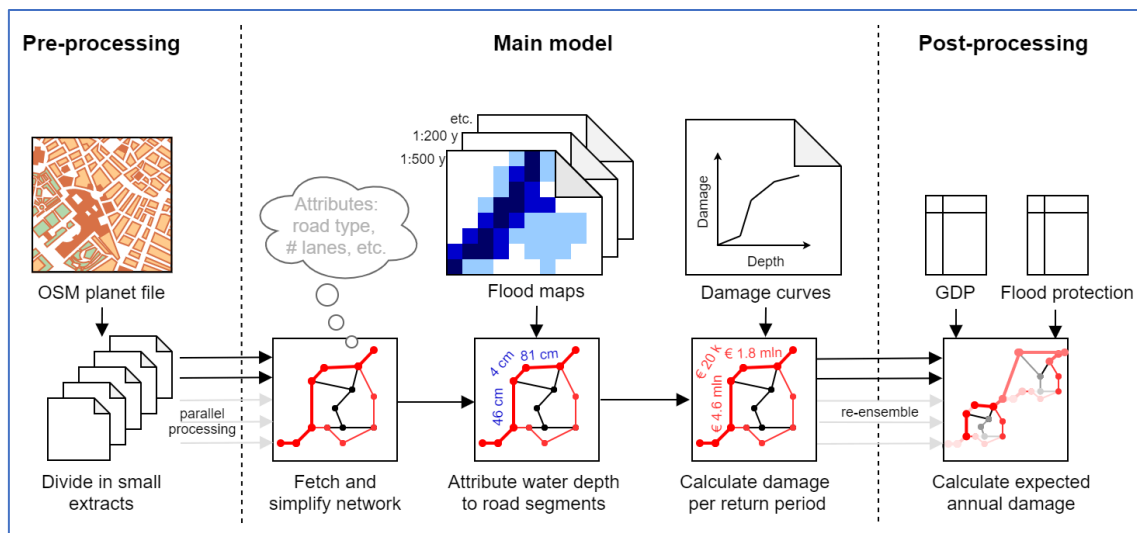 Pre-processing
Main model
Post-processing
etc.
1:200 y
1:500 y
Attributes:
road type,
# lanes, etc.
Damage
Depth
OSM planet file
Flood maps
Damage curves
GDP
Flood protection
parallel
processing
46 cm
4 cm
81 cm
€ 4.6 mln
€ 20 k
€ 1.8 mln
re-ensemble
Divide in small
extracts
Fetch and
simplify network
Attribute water depth
to road segments
Calculate damage
per return period
Calculate expected
annual damage